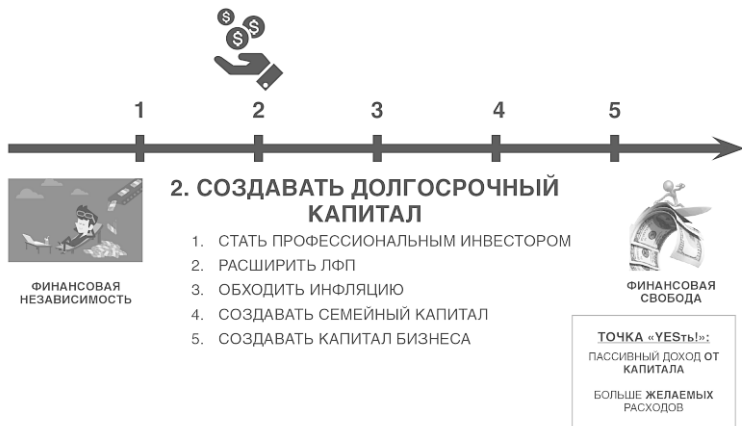 1 2 3 4 5
2. СОЗДАВАТЬ ДОЛГОСРОЧНЫЙ
КАПИТАЛ
1. СТАТЬ ПРОФЕССИОНАЛЬНЫМ ИНВЕСТОРОМ
2. РАСШИРИТЬ ЛФП
3. ОБХОДИТЬ ИНФЛЯЦИЮ
4. СОЗДАВАТЬ СЕМЕЙНЫЙ КАПИТАЛ
5. СОЗДАВАТЬ КАПИТАЛ БИЗНЕСА
ФИНАНСОВАЯ
НЕЗАВИСИМОСТЬ
ФИНАНСОВАЯ
СВОБОДА
ТОЧКА «YESть!»:
ПАССИВНЫЙ ДОХОД ОТ
КАПИТАЛА
БОЛЬШЕ ЖЕЛАЕМЫХ
РАСХОДОВ